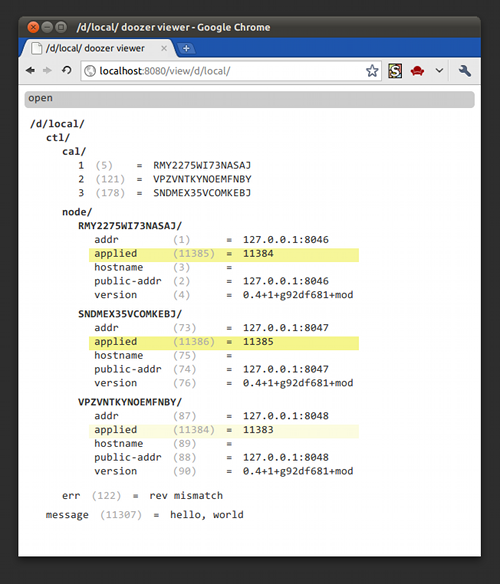 /d/local/ doozer viewer - Google Chrome
/d/local/ doozer viewer
localhost:8080/view/d/local/
open
/d/local/
ctl/
cal/
1 (5) = RMY2275WI73NASAJ
2 (121) = VPZVNTKYNOEMFNBY
3 (178) = SNDMEX35VCOMKEBJ
node/
RMY2275WI73NASAJ/
addr (1) = 127.0.0.1:8046
applied (11385) = 11384
hostname (3) =
public-addr (2) = 127.0.0.1:8046
version (4) = 0.4+1+g92df681+mod
SNDMEX35VCOMKEBJ/
addr (73) = 127.0.0.1:8047
applied (11386) = 11385
hostname (75) =
public-addr (74) = 127.0.0.1:8047
version (76) = 0.4+1+g92df681+mod
VPZVNTKYNOEMFNBY/
addr (87) = 127.0.0.1:8048
applied (11384) = 11383
hostname (89) =
public-addr (88) = 127.0.0.1:8048
version (90) = 0.4+1+g92df681+mod
err (122) = rev mismatch
message (11307) = hello, world